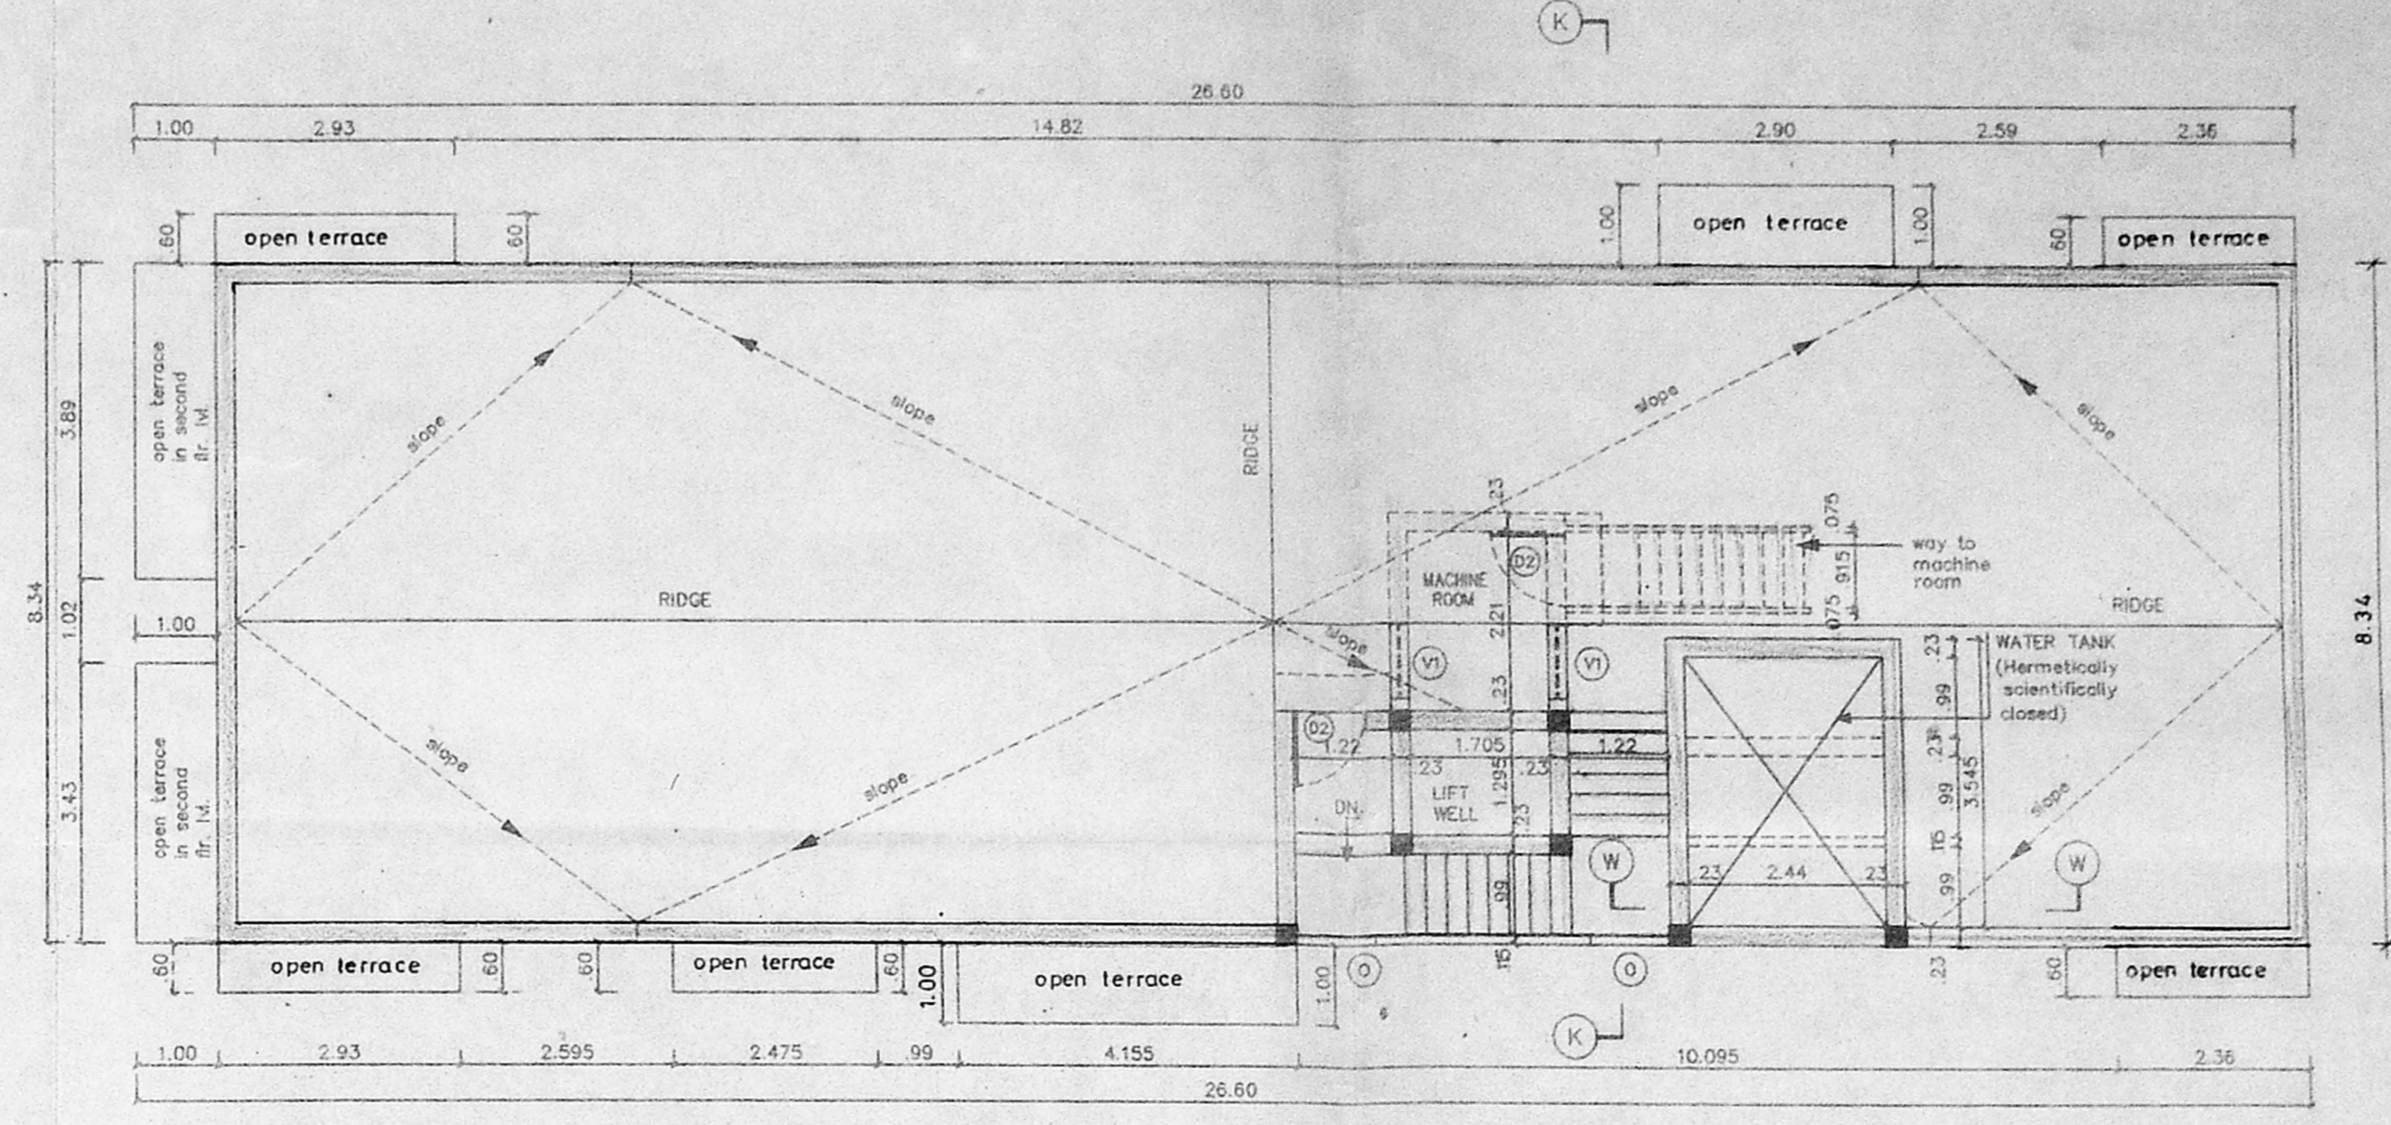 K
26.60
1.00 2.93 14.82 2.90 2.59 2.36
.60 open terrace .60 1.00 open terrace 1.00 .60 open terrace
open terrace
in second
flr. lvl.
3.89
8.34
1.02
1.00
3.43
open terrace
in second
flr. lvl.
slope
slope
slope
slope
RIDGE
RIDGE
.23
.075
D2
MACHINE
ROOM
915
way to
machine
room
2.21
.075
RIDGE
8.34
slope
V1
V1
.23
.23
WATER TANK
(Hermetically
scientifically
closed)
.99
D2
1.22 1.705 1.22
.23 .23
.23
1.295
3.545
LIFT
WELL
DN.
.99
.23
slope
.115
W
W
.23 2.44 .23
.99
.99
slope
slope
.60 open terrace .60 .60 open terrace .60 1.00 open terrace 1.00
O
.115
O
.23
.60 open terrace
K
1.00 2.93 2.595 2.475 .99 4.155 10.095 2.36
26.60